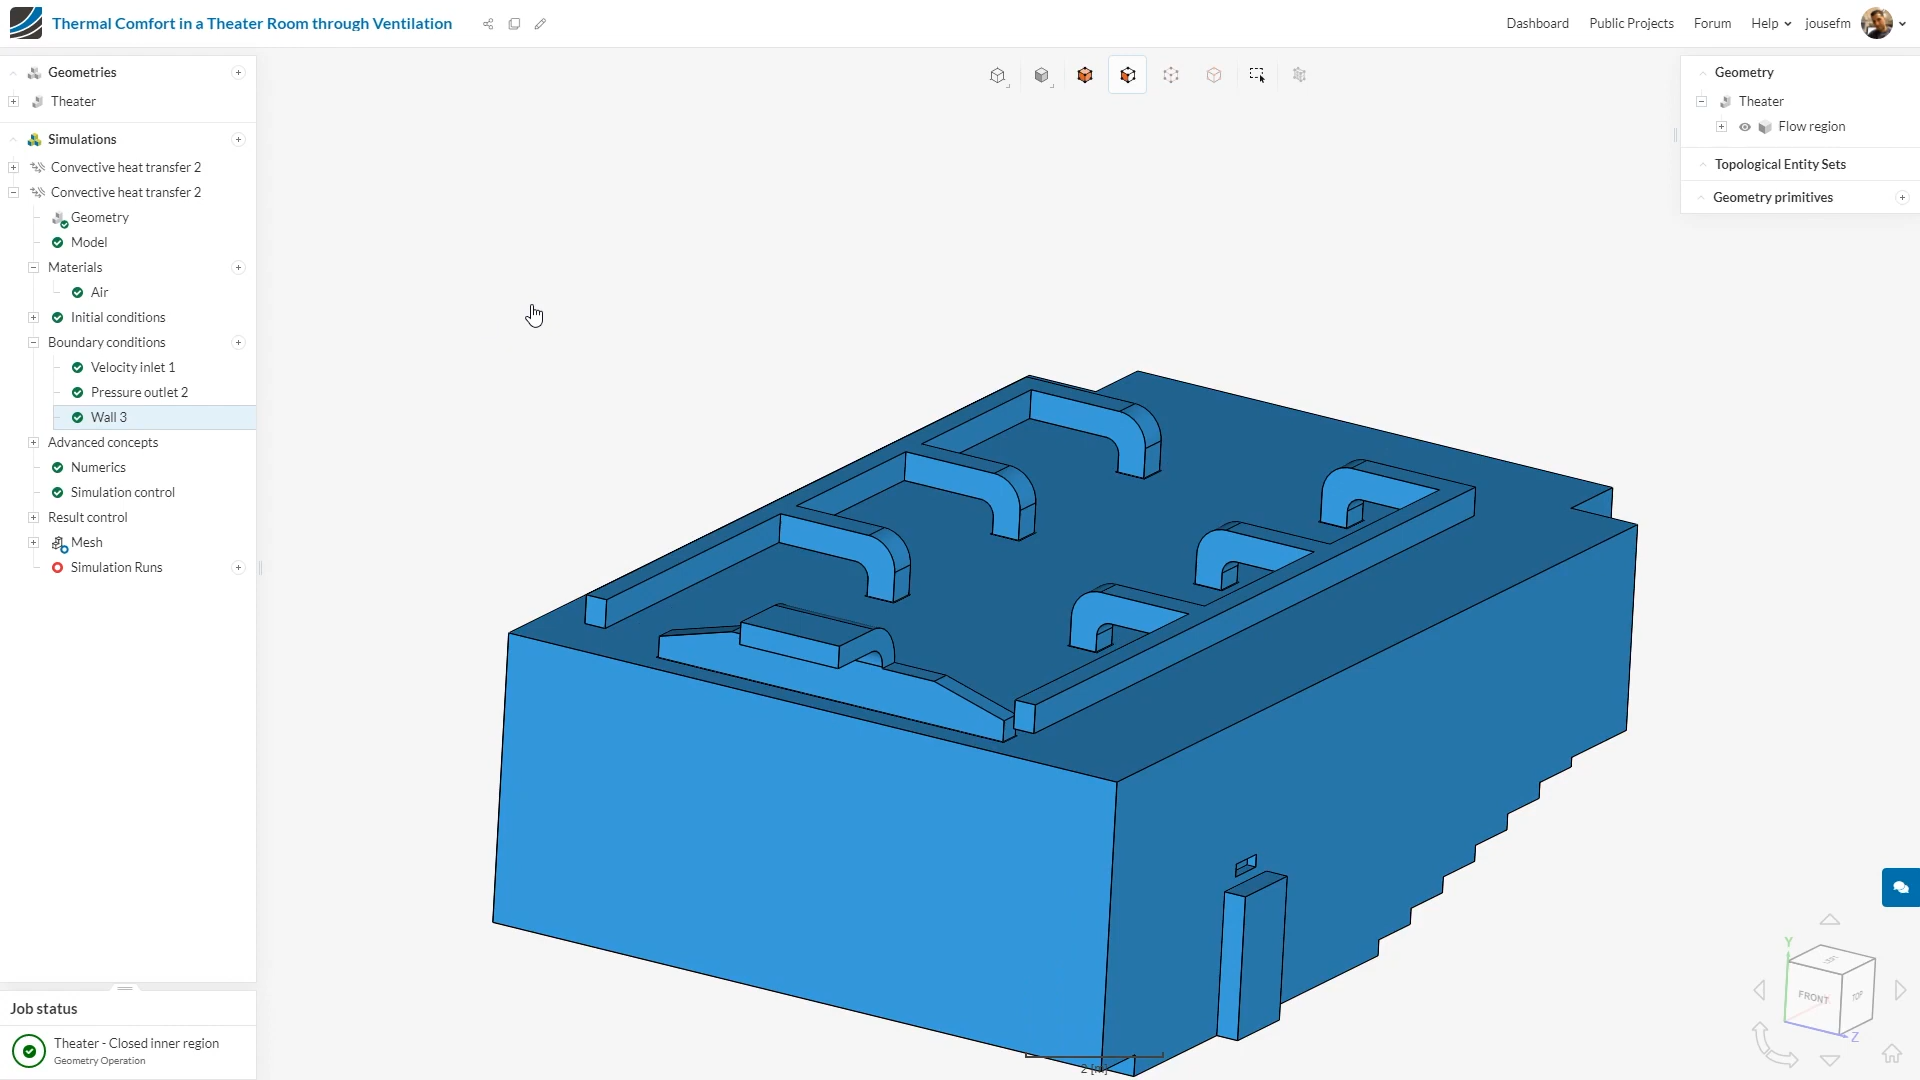 Thermal Comfort in a Theater Room through Ventilation
Dashboard
Public Projects
Forum
Help
jousefm
Geometries
Theater
Simulations
Convective heat transfer 2
Convective heat transfer 2
Geometry
Model
Materials
Air
Initial conditions
Boundary conditions
Velocity inlet 1
Pressure outlet 2
Wall 3
Advanced concepts
Numerics
Simulation control
Result control
Mesh
Simulation Runs
Job status
Theater - Closed inner region
Geometry Operation
Geometry
Theater
Flow region
Topological Entity Sets
Geometry primitives
2 [m]
Y
LEFT
FRONT
TOP
Z